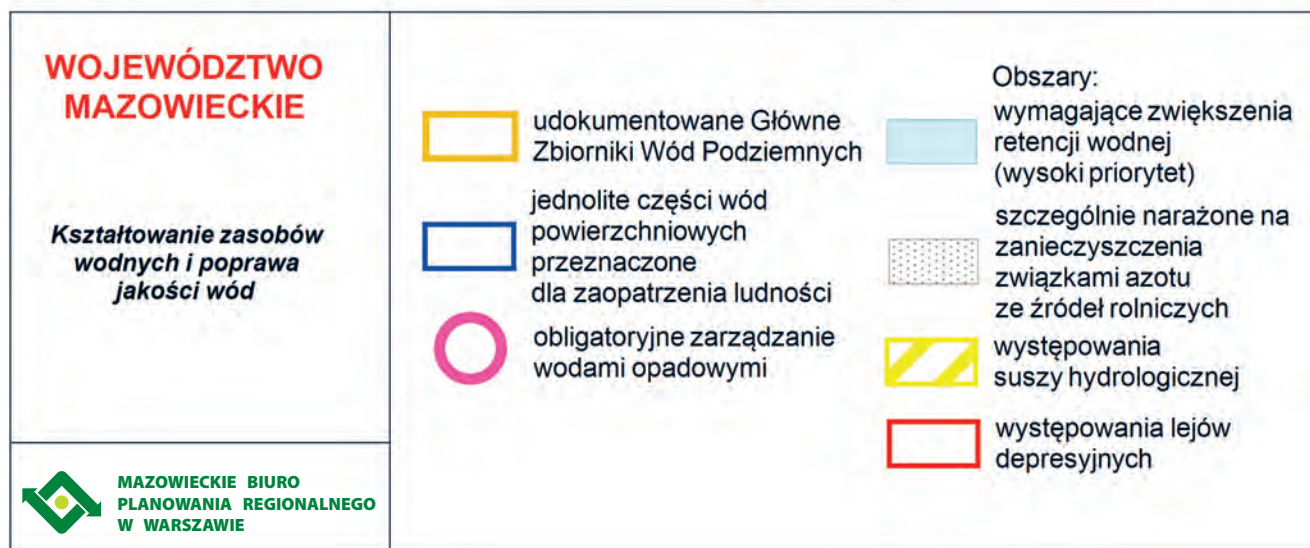 WOJEWÓDZTWO
MAZOWIECKIE
Kształtowanie zasobów
wodnych i poprawa
jakości wód
MAZOWIECKIE BIURO
PLANOWANIA REGIONALNEGO
W WARSZAWIE
udokumentowane Główne
Zbiorniki Wód Podziemnych
jednolite części wód
powierzchniowych
przeznaczone
dla zaopatrzenia ludności
obligatoryjne zarządzanie
wodami opadowymi
Obszary:
wymagające zwiększenia
retencji wodnej
(wysoki priorytet)
szczególnie narażone na
zanieczyszczenia
związkami azotu
ze źródeł rolniczych
występowania
suszy hydrologicznej
występowania lejów
depresyjnych